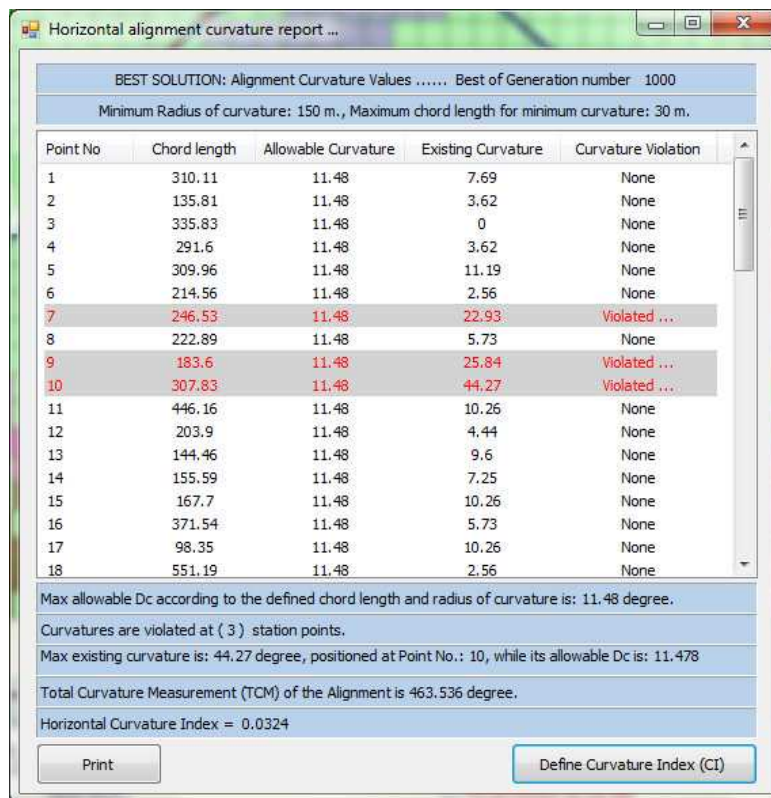 Horizontal alignment curvature report ...
BEST SOLUTION: Alignment Curvature Values ...... Best of Generation number 1000
Minimum Radius of curvature: 150 m., Maximum chord length for minimum curvature: 30 m.
Point No Chord length Allowable Curvature Existing Curvature Curvature Violation
1 310.11 11.48 7.69 None
2 135.81 11.48 3.62 None
3 335.83 11.48 0 None
4 291.6 11.48 3.62 None
5 309.96 11.48 11.19 None
6 214.56 11.48 2.56 None
7 246.53 11.48 22.93 Violated ...
8 222.89 11.48 5.73 None
9 183.6 11.48 25.84 Violated ...
10 307.83 11.48 44.27 Violated ...
11 446.16 11.48 10.26 None
12 203.9 11.48 4.44 None
13 144.46 11.48 9.6 None
14 155.59 11.48 7.25 None
15 167.7 11.48 10.26 None
16 371.54 11.48 5.73 None
17 98.35 11.48 10.26 None
18 551.19 11.48 2.56 None
Max allowable Dc according to the defined chord length and radius of curvature is: 11.48 degree.
Curvatures are violated at ( 3 ) station points.
Max existing curvature is: 44.27 degree, positioned at Point No.: 10, while its allowable Dc is: 11.478
Total Curvature Measurement (TCM) of the Alignment is 463.536 degree.
Horizontal Curvature Index = 0.0324
Print Define Curvature Index (CI)